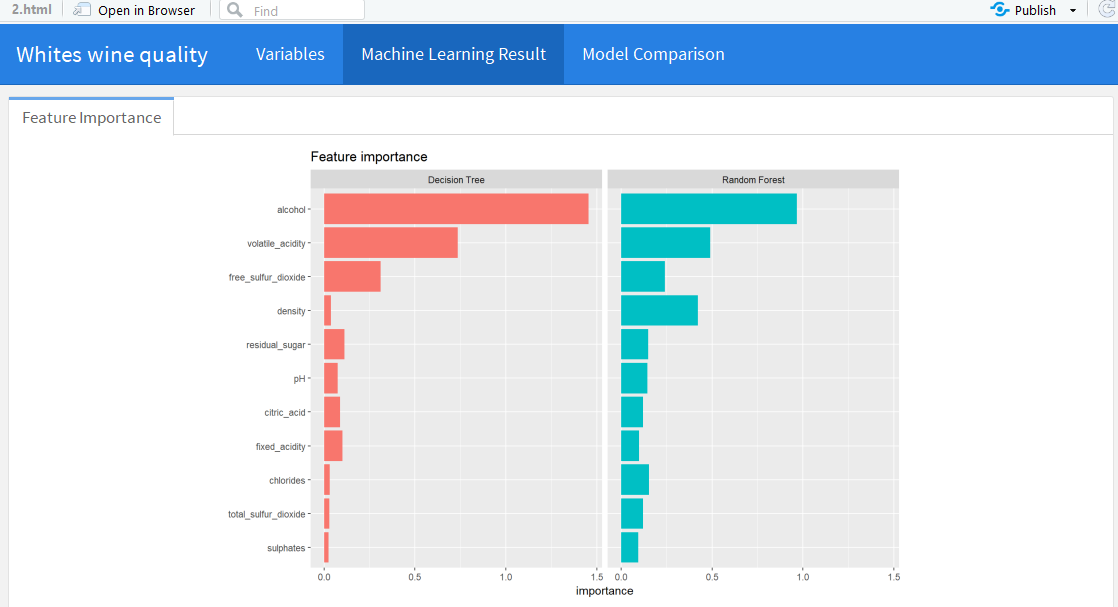 2.html Open in Browser Find Publish
Whites wine quality Variables Machine Learning Result Model Comparison
Feature Importance
Feature importance
Decision Tree Random Forest
alcohol
volatile_acidity
free_sulfur_dioxide
density
residual_sugar
pH
citric_acid
fixed_acidity
chlorides
total_sulfur_dioxide
sulphates
0.0 0.5 1.0 1.5 0.0 0.5 1.0 1.5
importance